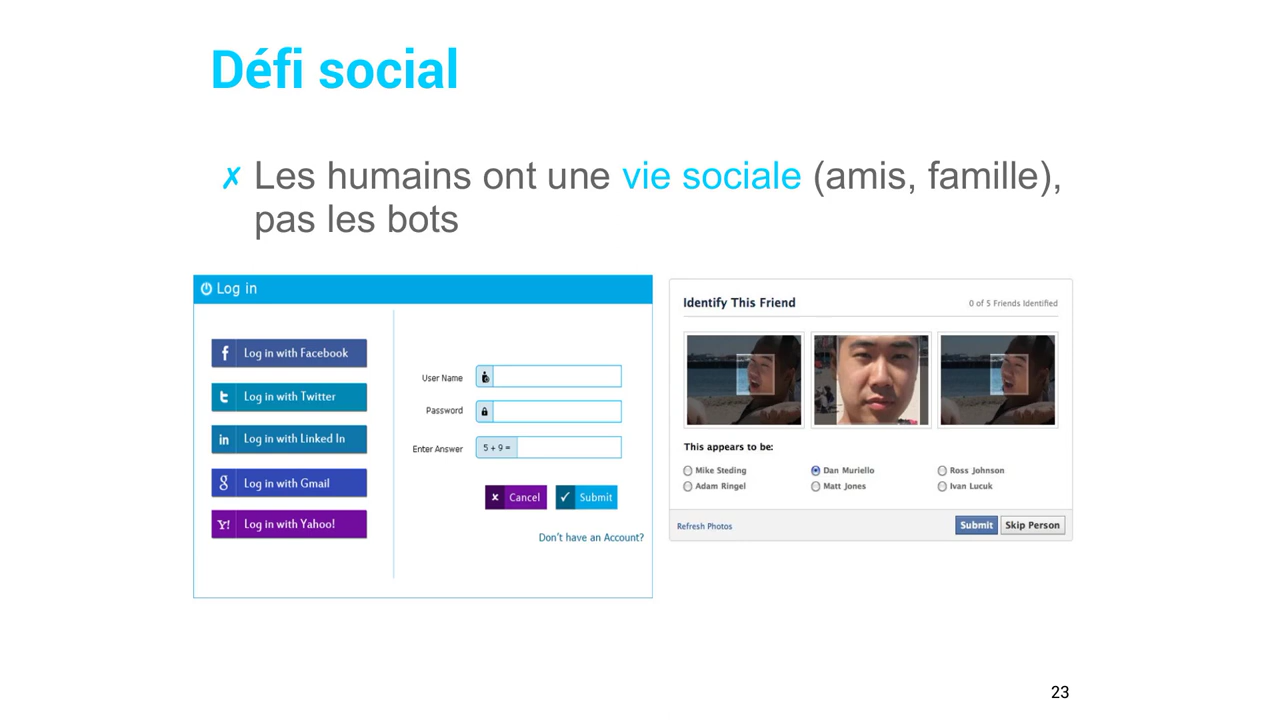 Défi social
✗ Les humains ont une vie sociale (amis, famille),
pas les bots
Log in
Log in with Facebook
Log in with Twitter
Log in with Linked In
Log in with Gmail
Log in with Yahoo!
User Name
Password
Enter Answer 5 + 9 =
Cancel Submit
Don't have an Account?
Identify This Friend 0 of 5 Friends Identified
This appears to be:
Mike Steding Dan Muriello Ross Johnson
Adam Ringel Matt Jones Ivan Lucuk
Refresh Photos Submit Skip Person
23